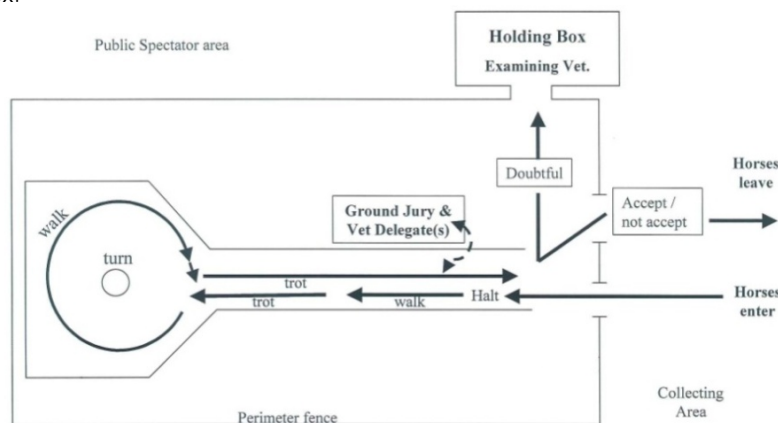 Public Spectator area
Holding Box
Examining Vet.
Doubtful
Horses
leave
Accept /
not accept
Ground Jury &
Vet Delegate(s)
walk
turn
trot
trot
walk
Halt
Horses
enter
Collecting
Area
Perimeter fence